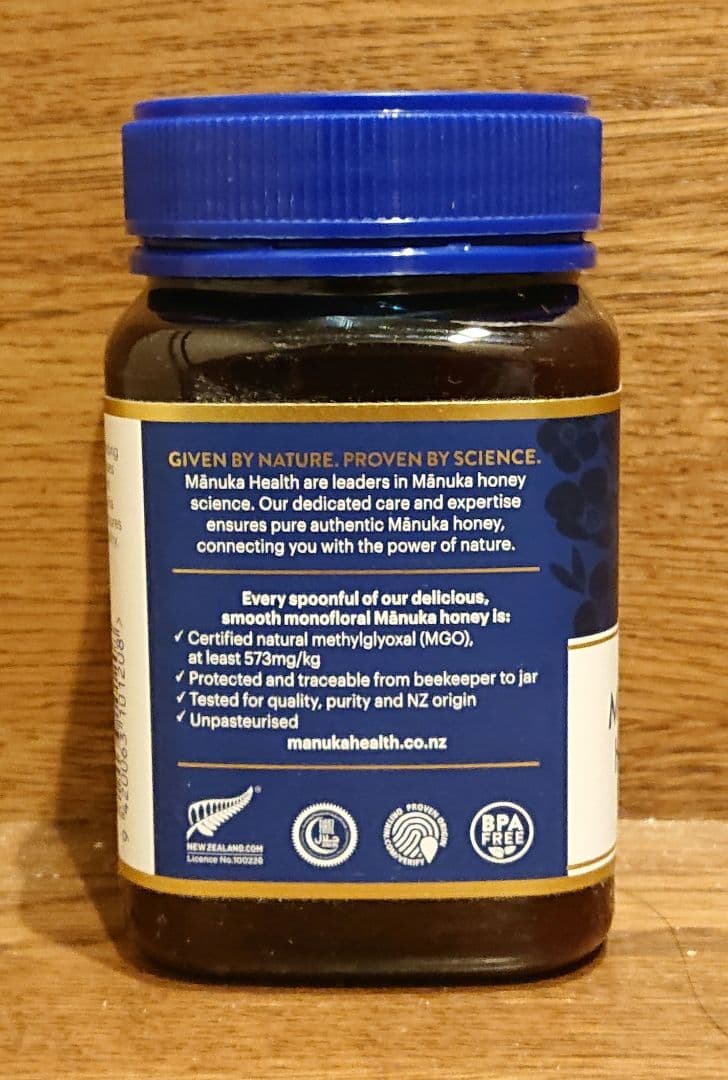 GIVEN BY NATURE. PROVEN BY SCIENCE.
Mānuka Health are leaders in Mānuka honey
science. Our dedicated care and expertise
ensures pure authentic Mānuka honey,
connecting you with the power of nature.
Every spoonful of our delicious,
smooth monofloral Mānuka honey is:
✓ Certified natural methylglyoxal (MGO),
at least 573mg/kg
✓ Protected and traceable from beekeeper to jar
✓ Tested for quality, purity and NZ origin
✓ Unpasteurised
manukahealth.co.nz
NEWZEALAND.COM
Licence No.100226
PROVEN ORIGIN
BPA
FREE